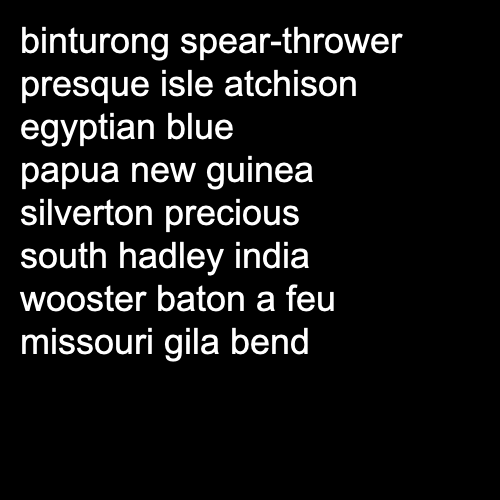 binturong spear-thrower
presque isle atchison
egyptian blue
papua new guinea
silverton precious
south hadley india
wooster baton a feu
missouri gila bend